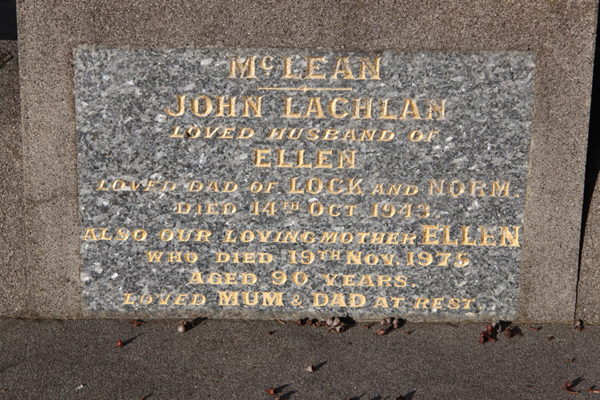 McLEAN
JOHN LACHLAN
LOVED HUSBAND OF
ELLEN
LOVED DAD OF LOCK AND NORM.
DIED 14TH OCT 1943.
ALSO OUR LOVING MOTHER ELLEN
WHO DIED 19TH NOV. 1975
AGED 90 YEARS.
LOVED MUM & DAD AT REST.